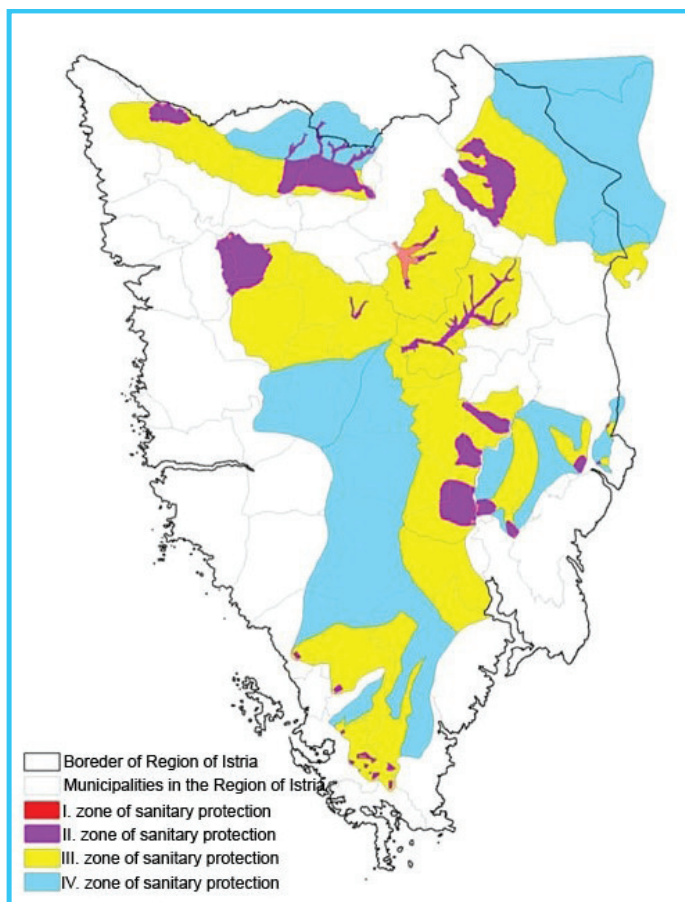 Boreder of Region of Istria
Municipalities in the Region of Istria
I. zone of sanitary protection
II. zone of sanitary protection
III. zone of sanitary protection
IV. zone of sanitary protection